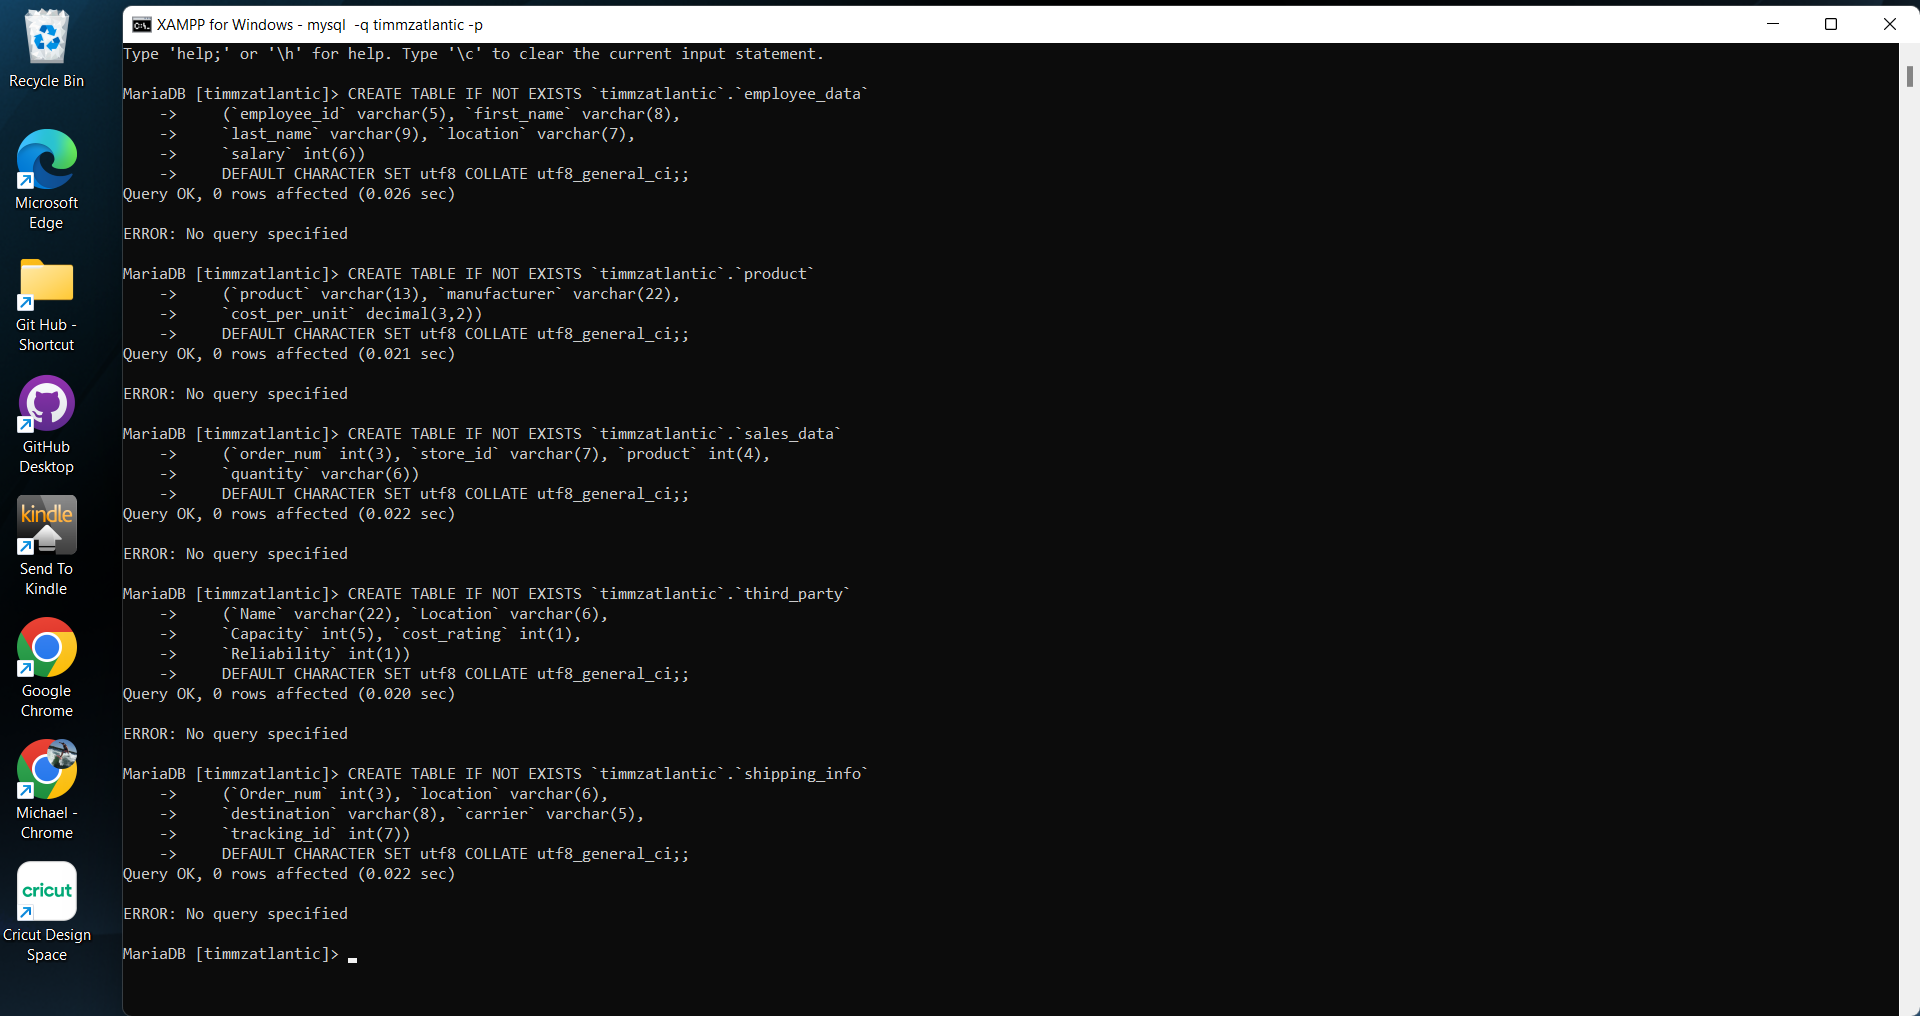 Recycle Bin
Microsoft
Edge
Git Hub -
Shortcut
GitHub
Desktop
kindle
Send To
Kindle
Google
Chrome
Michael -
Chrome
cricut
Cricut Design
Space
C:\.
XAMPP for Windows - mysql  -q timmzatlantic -p
Type 'help;' or '\h' for help. Type '\c' to clear the current input statement.
MariaDB [timmzatlantic]> CREATE TABLE IF NOT EXISTS `timmzatlantic`.`employee_data`
    ->     (`employee_id` varchar(5), `first_name` varchar(8),
    ->     `last_name` varchar(9), `location` varchar(7),
    ->     `salary` int(6))
    ->     DEFAULT CHARACTER SET utf8 COLLATE utf8_general_ci;;
Query OK, 0 rows affected (0.026 sec)
ERROR: No query specified
MariaDB [timmzatlantic]> CREATE TABLE IF NOT EXISTS `timmzatlantic`.`product`
    ->     (`product` varchar(13), `manufacturer` varchar(22),
    ->     `cost_per_unit` decimal(3,2))
    ->     DEFAULT CHARACTER SET utf8 COLLATE utf8_general_ci;;
Query OK, 0 rows affected (0.021 sec)
ERROR: No query specified
MariaDB [timmzatlantic]> CREATE TABLE IF NOT EXISTS `timmzatlantic`.`sales_data`
    ->     (`order_num` int(3), `store_id` varchar(7), `product` int(4),
    ->     `quantity` varchar(6))
    ->     DEFAULT CHARACTER SET utf8 COLLATE utf8_general_ci;;
Query OK, 0 rows affected (0.022 sec)
ERROR: No query specified
MariaDB [timmzatlantic]> CREATE TABLE IF NOT EXISTS `timmzatlantic`.`third_party`
    ->     (`Name` varchar(22), `Location` varchar(6),
    ->     `Capacity` int(5), `cost_rating` int(1),
    ->     `Reliability` int(1))
    ->     DEFAULT CHARACTER SET utf8 COLLATE utf8_general_ci;;
Query OK, 0 rows affected (0.020 sec)
ERROR: No query specified
MariaDB [timmzatlantic]> CREATE TABLE IF NOT EXISTS `timmzatlantic`.`shipping_info`
    ->     (`Order_num` int(3), `location` varchar(6),
    ->     `destination` varchar(8), `carrier` varchar(5),
    ->     `tracking_id` int(7))
    ->     DEFAULT CHARACTER SET utf8 COLLATE utf8_general_ci;;
Query OK, 0 rows affected (0.022 sec)
ERROR: No query specified
MariaDB [timmzatlantic]> _